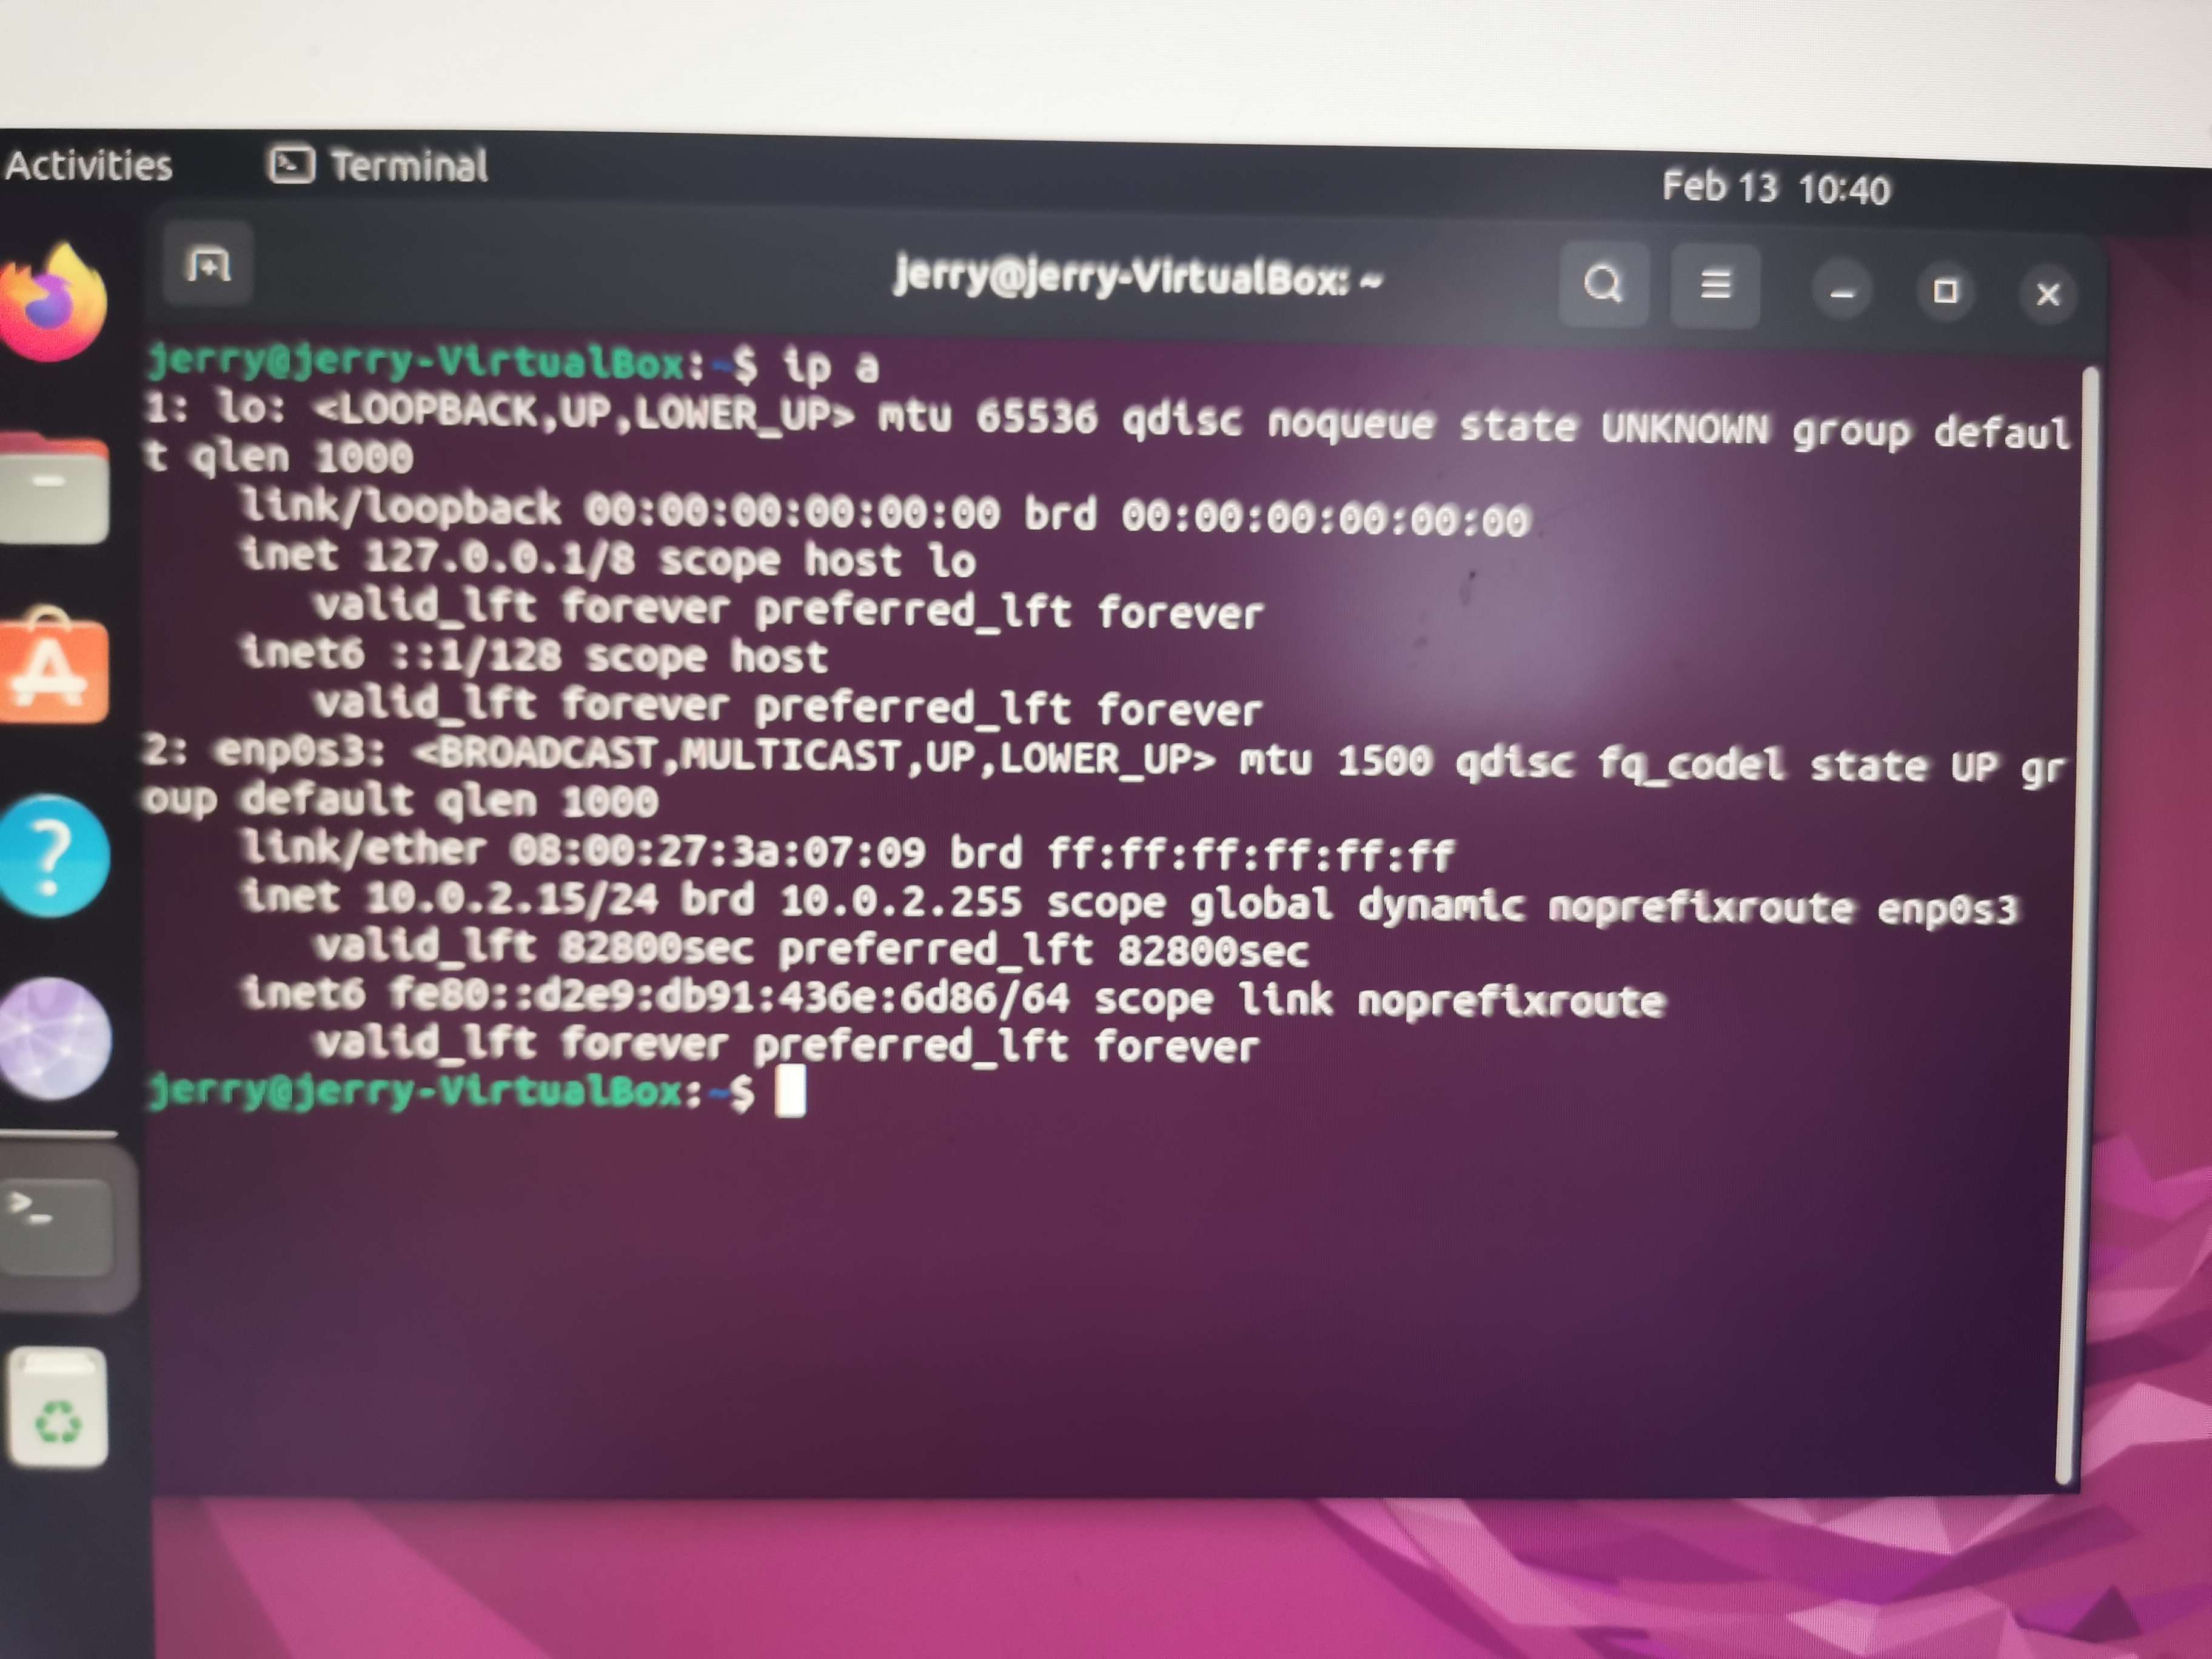 Activities
Terminal
Feb 13 10:40
jerry@jerry-VirtualBox: ~
jerry@jerry-VirtualBox:~$ ip a
1: lo: <LOOPBACK,UP,LOWER_UP> mtu 65536 qdisc noqueue state UNKNOWN group defaul
t qlen 1000
    link/loopback 00:00:00:00:00:00 brd 00:00:00:00:00:00
    inet 127.0.0.1/8 scope host lo
       valid_lft forever preferred_lft forever
    inet6 ::1/128 scope host
       valid_lft forever preferred_lft forever
2: enp0s3: <BROADCAST,MULTICAST,UP,LOWER_UP> mtu 1500 qdisc fq_codel state UP gr
oup default qlen 1000
    link/ether 08:00:27:3a:07:09 brd ff:ff:ff:ff:ff:ff
    inet 10.0.2.15/24 brd 10.0.2.255 scope global dynamic noprefixroute enp0s3
       valid_lft 82800sec preferred_lft 82800sec
    inet6 fe80::d2e9:db91:436e:6d86/64 scope link noprefixroute
       valid_lft forever preferred_lft forever
jerry@jerry-VirtualBox:~$